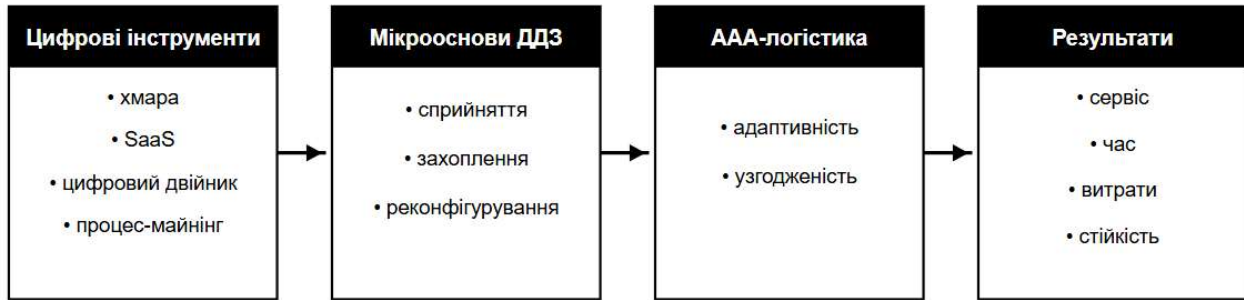 Цифрові інструменти
• хмара
• SaaS
• цифровий двійник
• процес-майнінг
Мікрооснови ДДЗ
• сприйняття
• захоплення
• реконфігурування
ААА-логістика
• адаптивність
• узгодженість
Результати
• сервіс
• час
• витрати
• стійкість